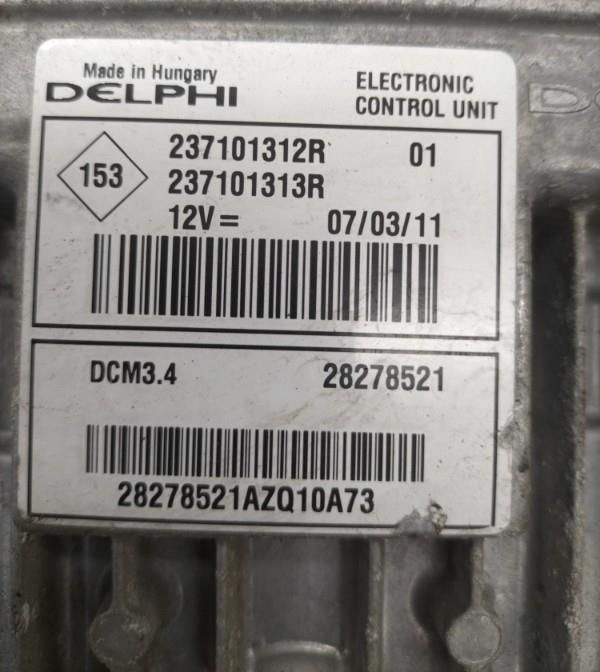 Made in Hungary
DELPHI
ELECTRONIC
CONTROL UNIT
153
237101312R 01
237101313R
12V= 07/03/11
DCM3.4 28278521
28278521AZQ10A73